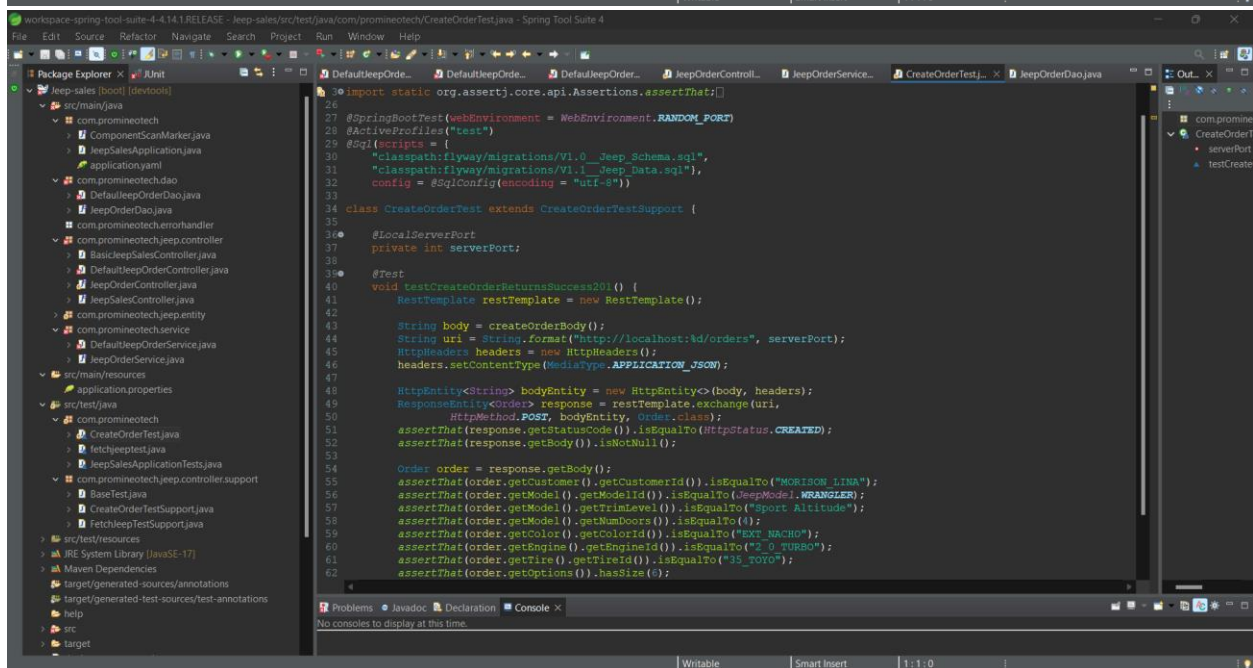 workspace-spring-tool-suite-4-4.14.1.RELEASE - Jeep-sales/src/test/java/com/promineotech/CreateOrderTest.java - Spring Tool Suite 4
File Edit Source Refactor Navigate Search Project Run Window Help
Package Explorer × JUnit
Jeep-sales [boot] [devtools]
src/main/java
com.promineotech
ComponentScanMarker.java
JeepSalesApplication.java
application.yaml
com.promineotech.dao
DefaulJeepOrderDao.java
JeepOrderDao.java
com.promineotech.errorhandler
com.promineotech.jeep.controller
BasicJeepSalesController.java
DefaultJeepOrderController.java
JeepOrderController.java
JeepSalesController.java
com.promineotech.jeep.entity
com.promineotech.service
DefaultJeepOrderService.java
JeepOrderService.java
src/main/resources
application.properties
src/test/java
com.promineotech
CreateOrderTest.java
fetchjeeptest.java
JeepSalesApplicationTests.java
com.promineotech.jeep.controller.support
BaseTest.java
CreateOrderTestSupport.java
FetchJeepTestSupport.java
src/test/resources
JRE System Library [JavaSE-17]
Maven Dependencies
target/generated-sources/annotations
target/generated-test-sources/test-annotations
help
src
target
DefaultJeepOrde... DefaultJeepOrde... DefaulJeepOrder... JeepOrderControll... JeepOrderService... CreateOrderTest.j... × JeepOrderDao.java
3 import static org.assertj.core.api.Assertions.assertThat;
26
27 @SpringBootTest(webEnvironment = WebEnvironment.RANDOM_PORT)
28 @ActiveProfiles("test")
29 @Sql(scripts = {
30 "classpath:flyway/migrations/V1.0__Jeep_Schema.sql",
31 "classpath:flyway/migrations/V1.1__Jeep_Data.sql"},
32 config = @SqlConfig(encoding = "utf-8"))
33
34 class CreateOrderTest extends CreateOrderTestSupport {
35
36 @LocalServerPort
37 private int serverPort;
38
39 @Test
40 void testCreateOrderReturnsSuccess201() {
41 RestTemplate restTemplate = new RestTemplate();
42
43 String body = createOrderBody();
44 String uri = String.format("http://localhost:%d/orders", serverPort);
45 HttpHeaders headers = new HttpHeaders();
46 headers.setContentType(MediaType.APPLICATION_JSON);
47
48 HttpEntity<String> bodyEntity = new HttpEntity<>(body, headers);
49 ResponseEntity<Order> response = restTemplate.exchange(uri,
50 HttpMethod.POST, bodyEntity, Order.class);
51 assertThat(response.getStatusCode()).isEqualTo(HttpStatus.CREATED);
52 assertThat(response.getBody()).isNotNull();
53
54 Order order = response.getBody();
55 assertThat(order.getCustomer().getCustomerId()).isEqualTo("MORISON_LINA");
56 assertThat(order.getModel().getModelId()).isEqualTo(JeepModel.WRANGLER);
57 assertThat(order.getModel().getTrimLevel()).isEqualTo("Sport Altitude");
58 assertThat(order.getModel().getNumDoors()).isEqualTo(4);
59 assertThat(order.getColor().getColorId()).isEqualTo("EXT_NACHO");
60 assertThat(order.getEngine().getEngineId()).isEqualTo("2_0_TURBO");
61 assertThat(order.getTire().getTireId()).isEqualTo("35_TOYO");
62 assertThat(order.getOptions()).hasSize(6);
Out... ×
com.promine
CreateOrderT
serverPort
testCreate
Problems Javadoc Declaration Console ×
No consoles to display at this time.
Writable Smart Insert 1 : 1 : 0